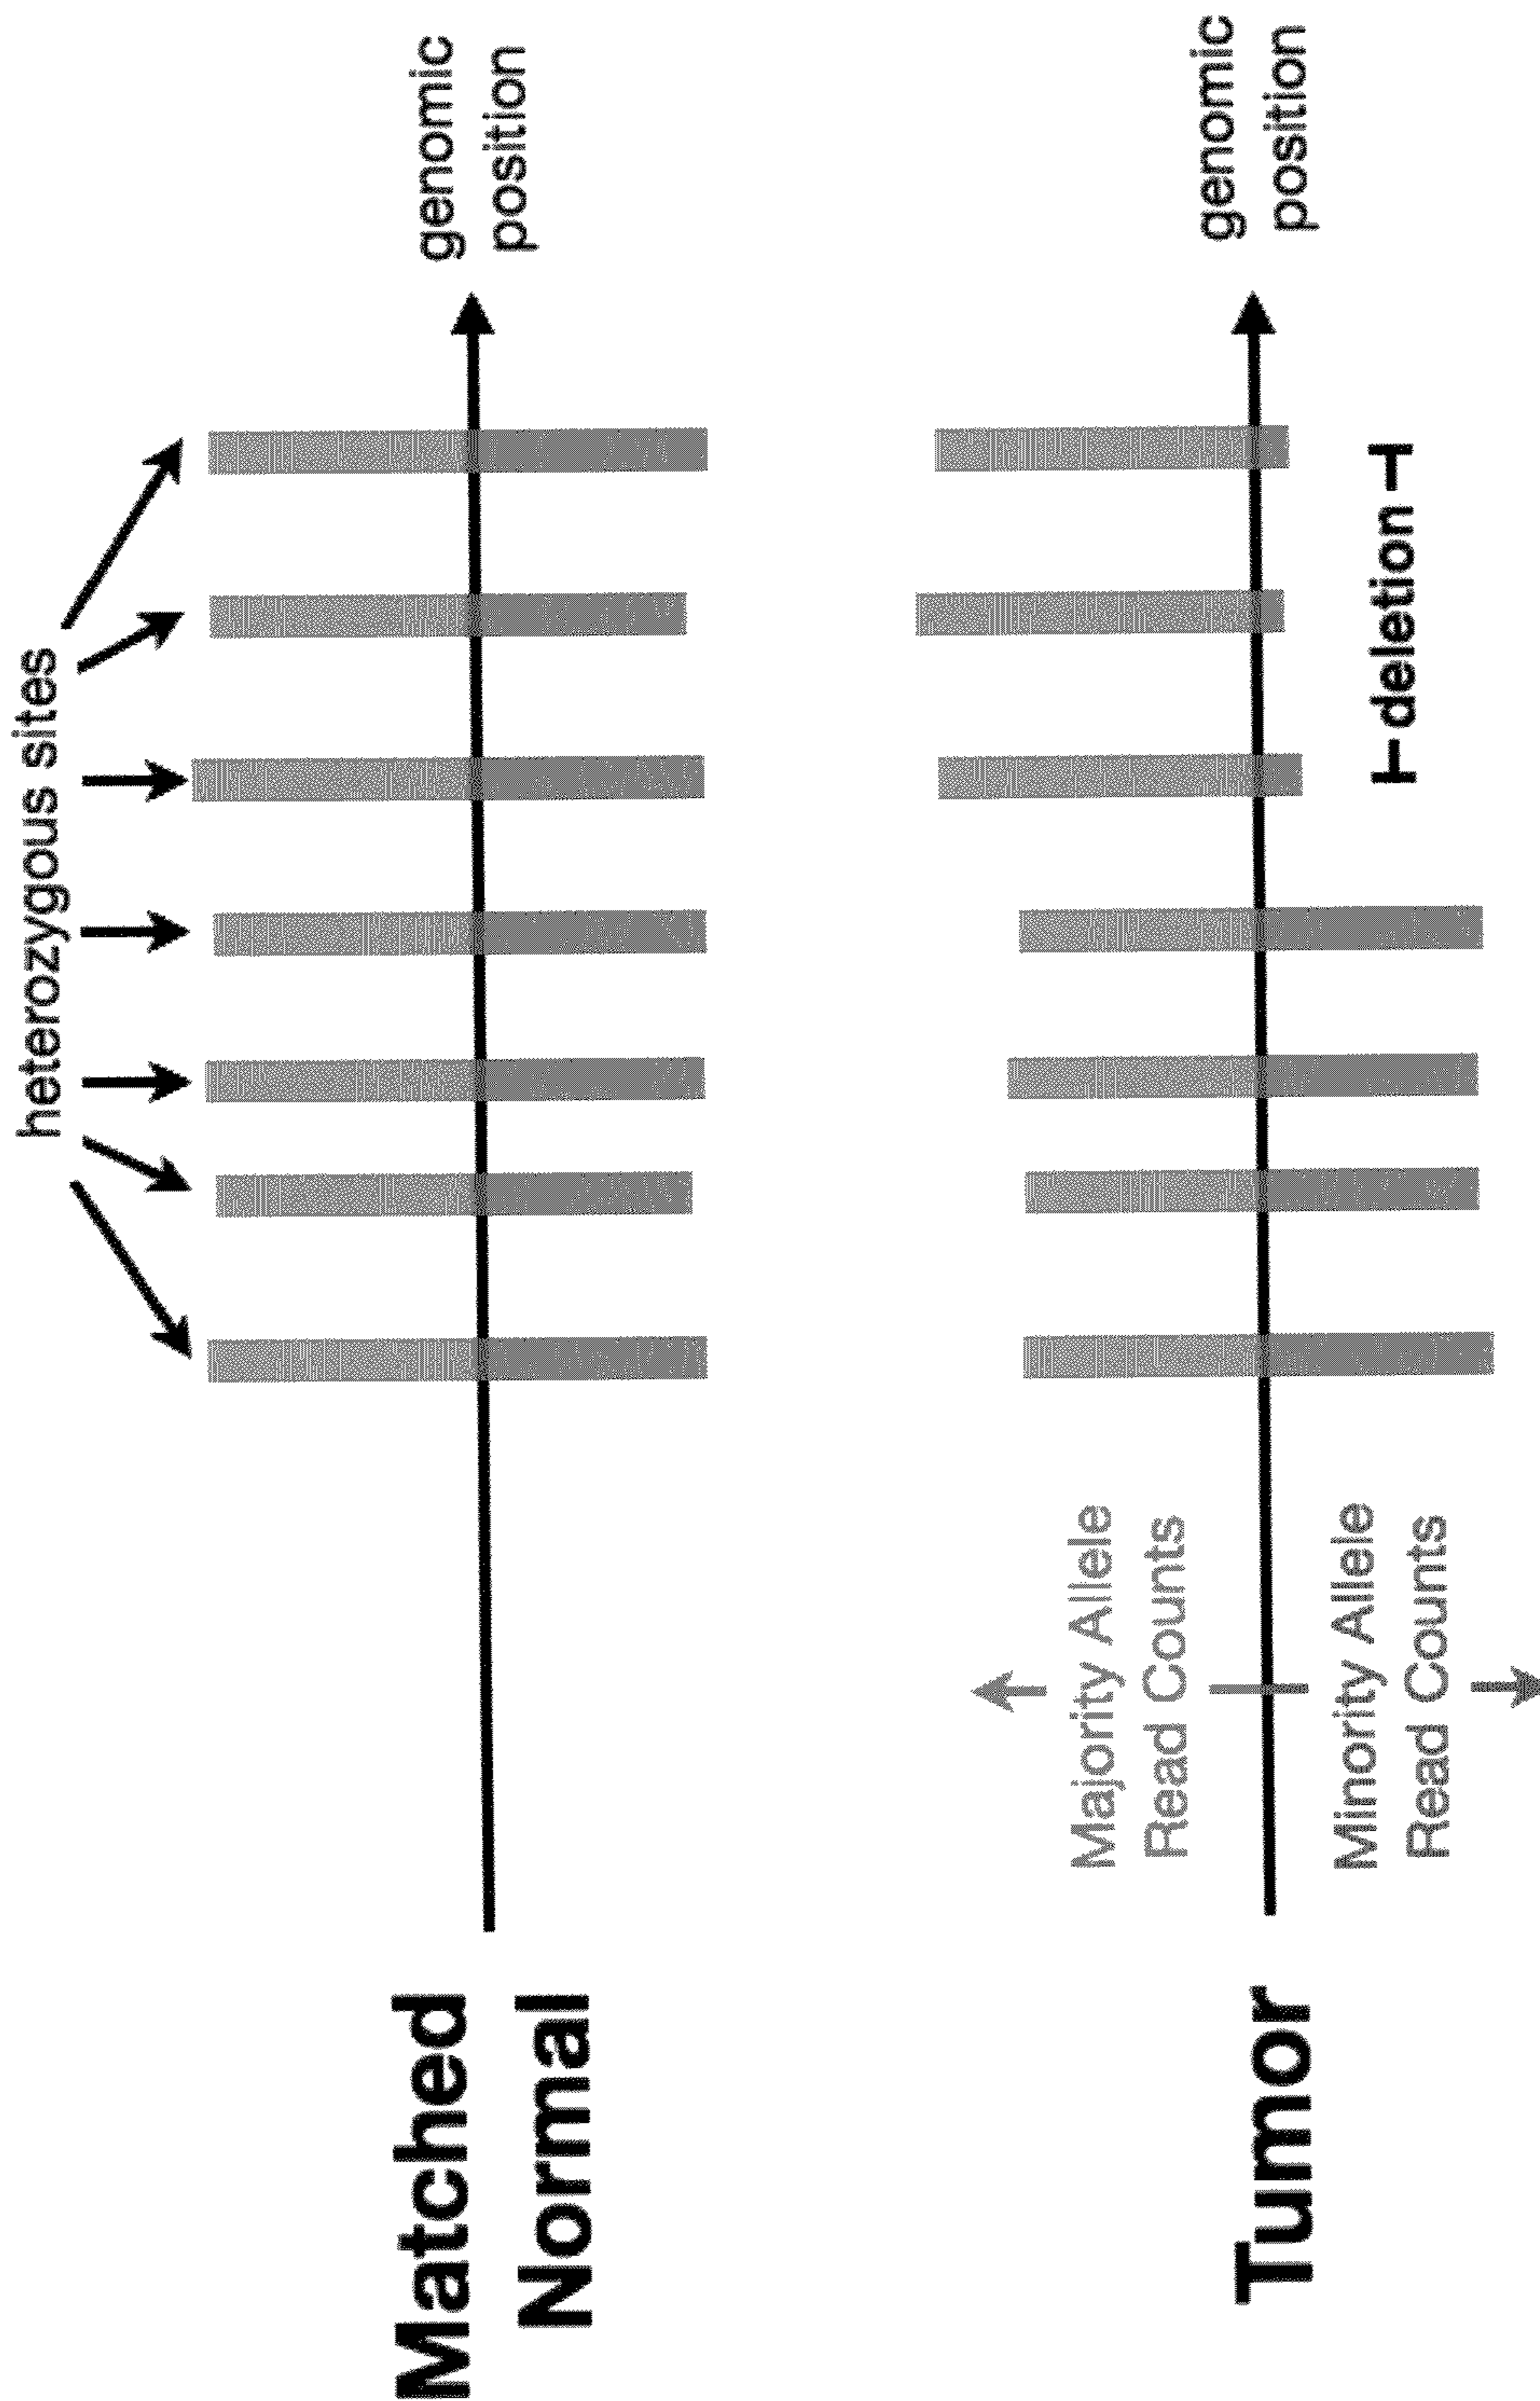 heterozygous sites
Matched
Normal
genomic
position
Majority Allele
Read Counts
Minority Allele
Read Counts
Tumor
genomic
position
deletion